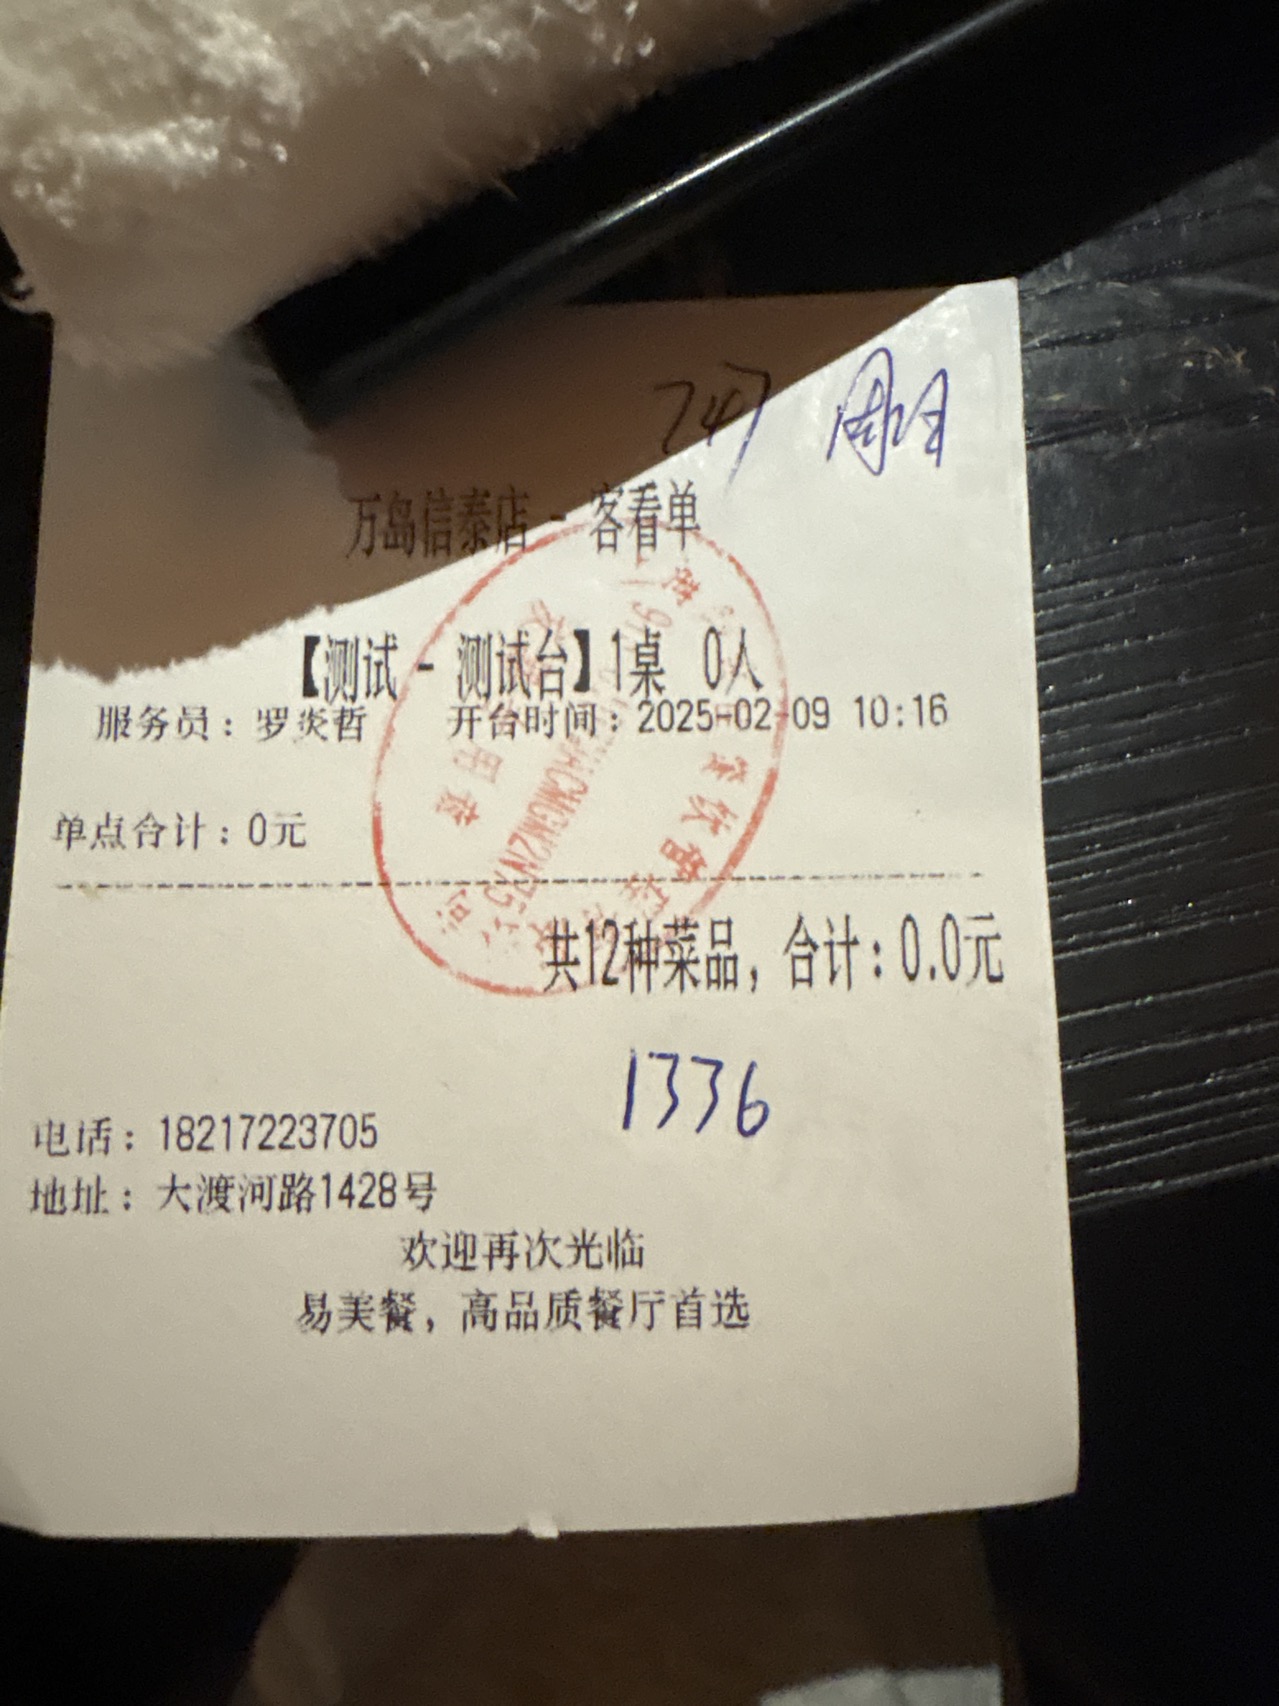 747
万岛信泰店 - 客看单
【测试 - 测试台】1桌 0人
服务员：罗炎哲 开台时间：2025-02-09 10:16
单点合计：0元
共12种菜品，合计：0.0元
1336
电话：18217223705
地址：大渡河路1428号
欢迎再次光临
易美餐，高品质餐厅首选